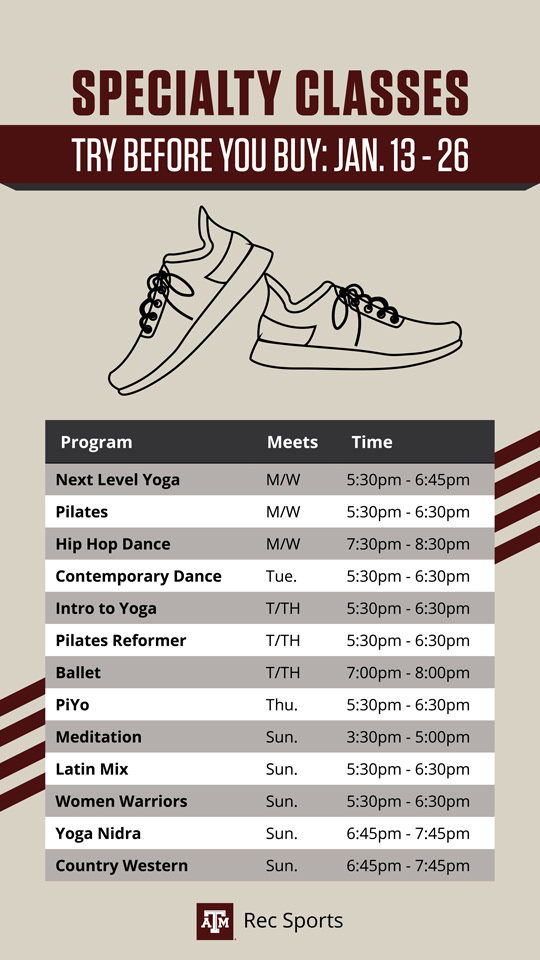 SPECIALTY CLASSES
TRY BEFORE YOU BUY: JAN. 13 - 26
Program Meets Time
Next Level Yoga M/W 5:30pm - 6:45pm
Pilates M/W 5:30pm - 6:30pm
Hip Hop Dance M/W 7:30pm - 8:30pm
Contemporary Dance Tue. 5:30pm - 6:30pm
Intro to Yoga T/TH 5:30pm - 6:30pm
Pilates Reformer T/TH 5:30pm - 6:30pm
Ballet T/TH 7:00pm - 8:00pm
PiYo Thu. 5:30pm - 6:30pm
Meditation Sun. 3:30pm - 5:00pm
Latin Mix Sun. 5:30pm - 6:30pm
Women Warriors Sun. 5:30pm - 6:30pm
Yoga Nidra Sun. 6:45pm - 7:45pm
Country Western Sun. 6:45pm - 7:45pm
ATM Rec Sports